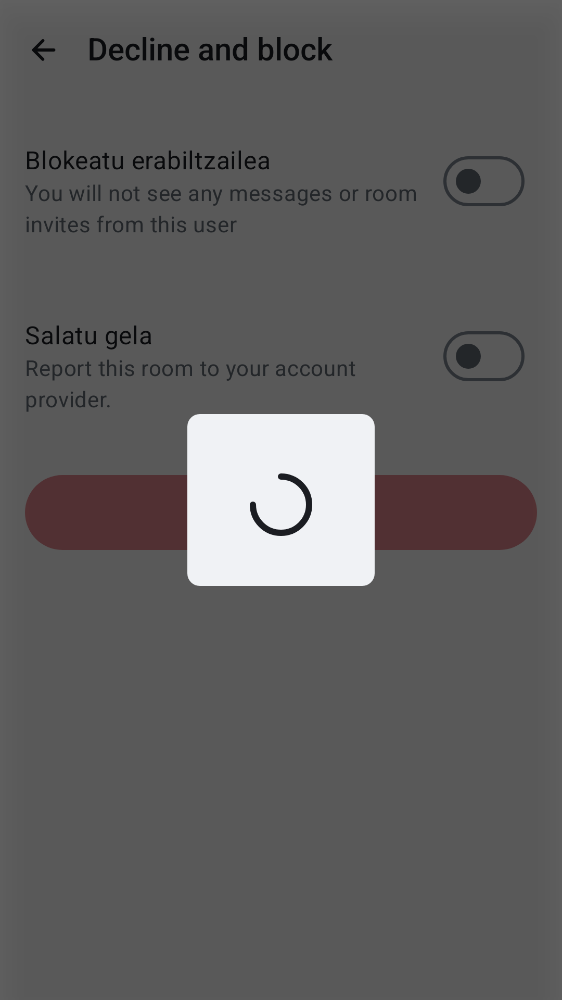 Decline and block
Blokeatu erabiltzailea
You will not see any messages or room
invites from this user
Salatu gela
Report this room to your account
provider.